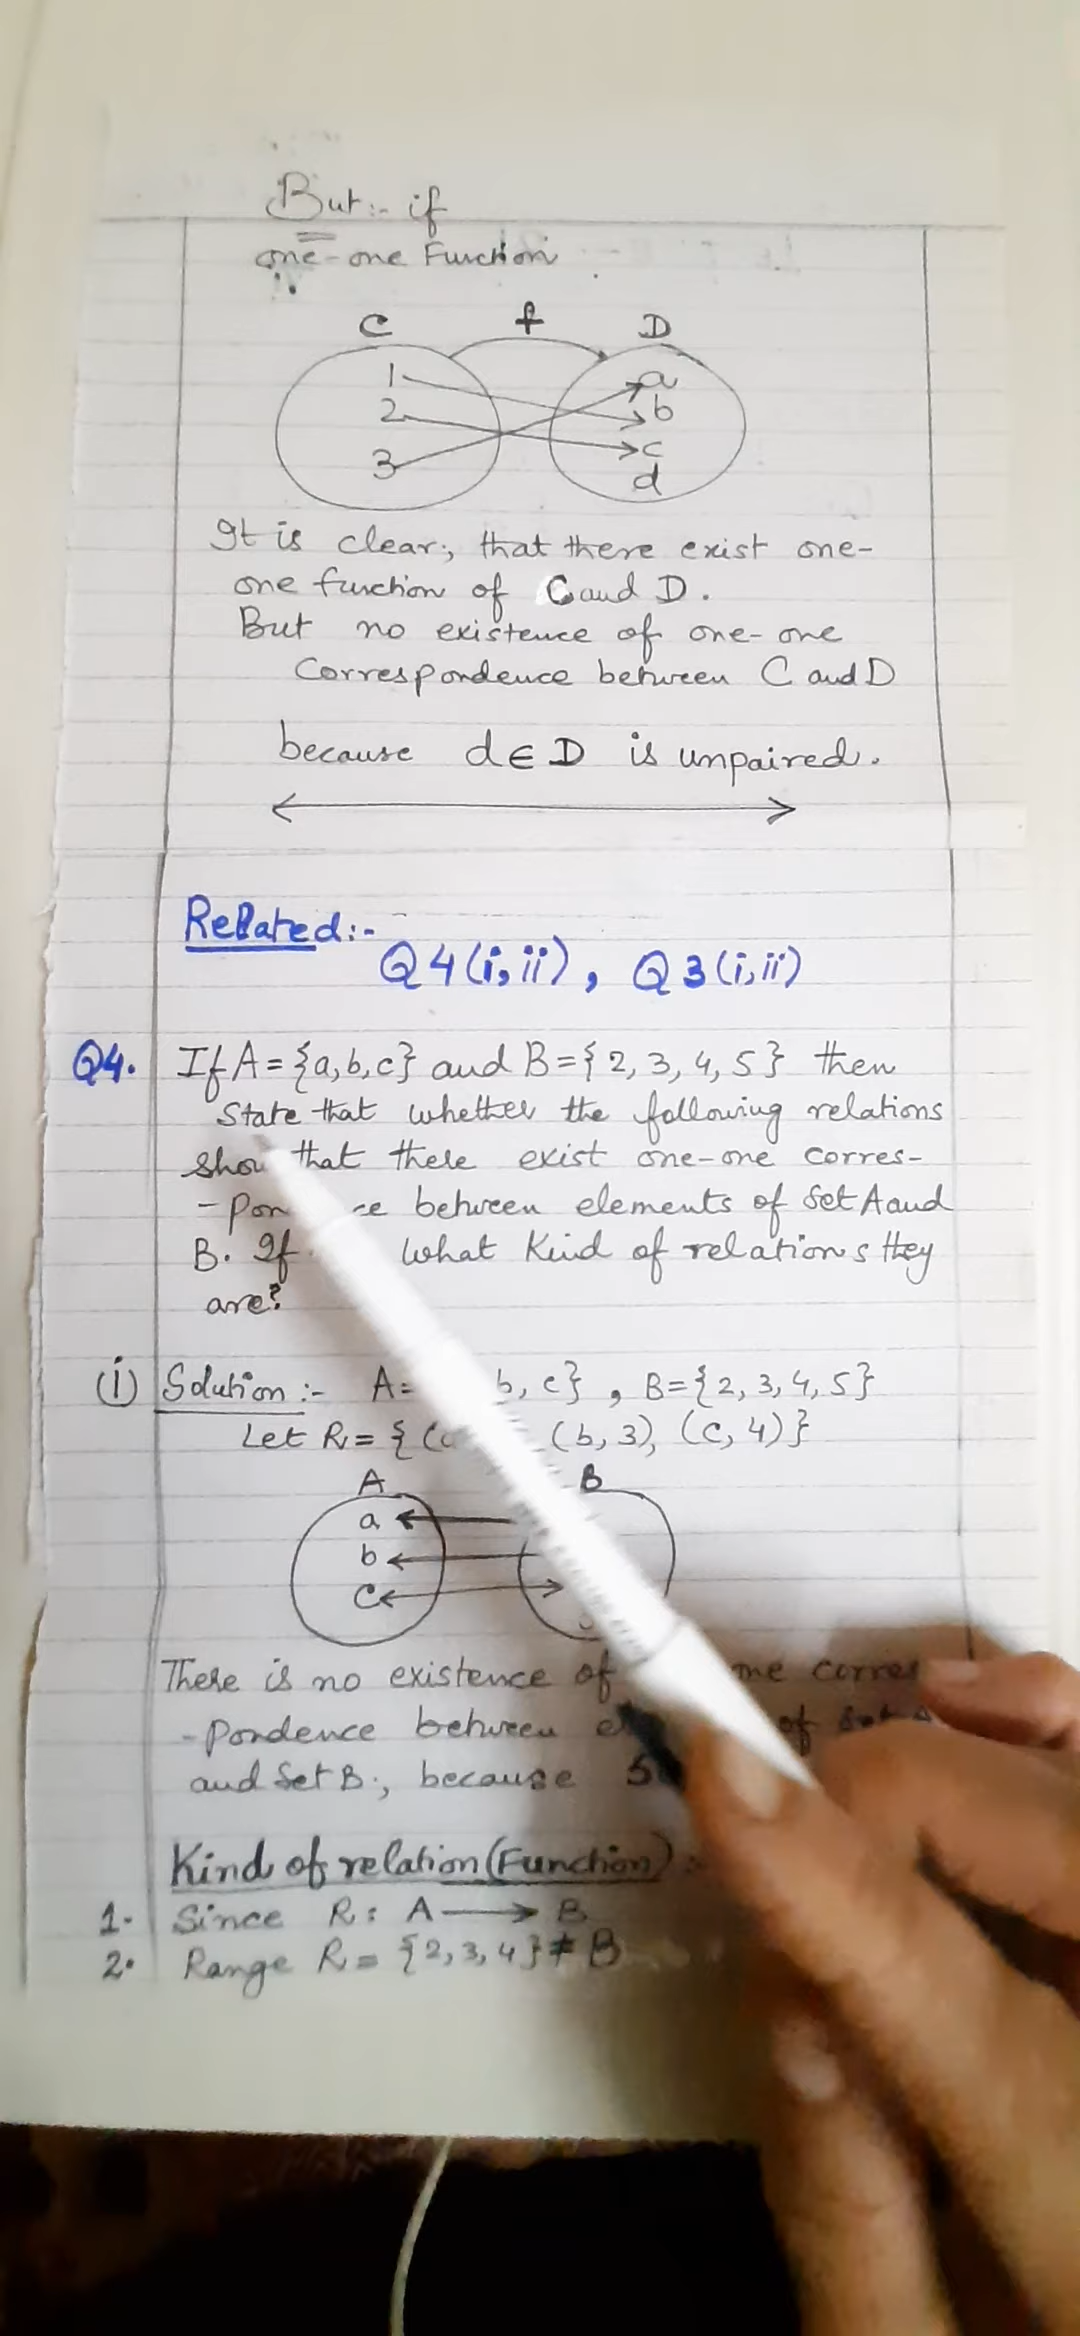 But:- if
one-one Function
C f D
1 a
2 b
3 c
d
It is clear; that there exist one-
one function of C and D.
But no existence of one-one
Correspondence between C and D
because d∈D is unpaired.
Related:-
Q4(i,ii), Q3(i,ii)
Q4. If A={a,b,c} and B={2,3,4,5} then
State that whether the following relations
that there exist one-one corres-
between elements of set A and
B. If what kind of relations they
are?
(i) Solution:- A= b,c}, B={2,3,4,5}
Let R={ (b,3), (c,4)}
A B
a
b
c
There is no existence of corres
-pondence between of
and Set B., because 5
Kind of relation (Function):-
1. Since R: A → B
2. Range R = {2,3,4} ≠ B